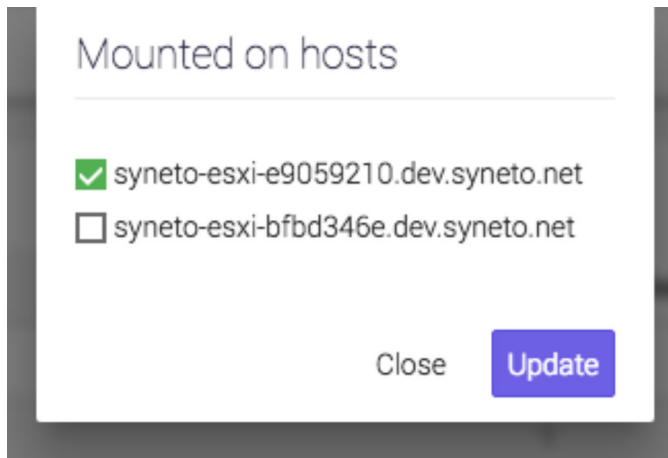 Mounted on hosts
syneto-esxi-e9059210.dev.syneto.net
syneto-esxi-bfbd346e.dev.syneto.net
Close
Update